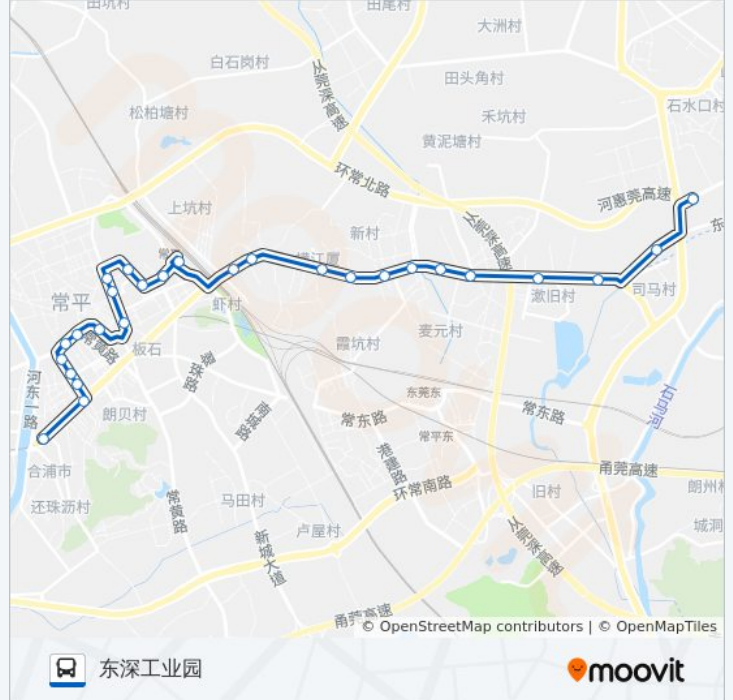 田坑村
田尾村
大洲村
白石岗村
从莞深高速
田头角村
石水口村
松柏塘村
禾坑村
黄泥塘村
环常北路
河惠莞高速
上坑村
从莞深高速
新村
横江厦
常平
虾村
漱旧村
司马村
麦元村
霞坑村
常黄路
板石
河东一路
朗贝村
东莞东
常东路
常东路
石马河
常平东
港建路
合浦市
环常南路
甬莞高速
旧村
朗州村
还珠沥村
常黄路
马田村
城洞
卢屋村
新城大道
从莞深高速
甬莞高速
© OpenStreetMap contributors | © OpenMapTiles
东深工业园
moovit